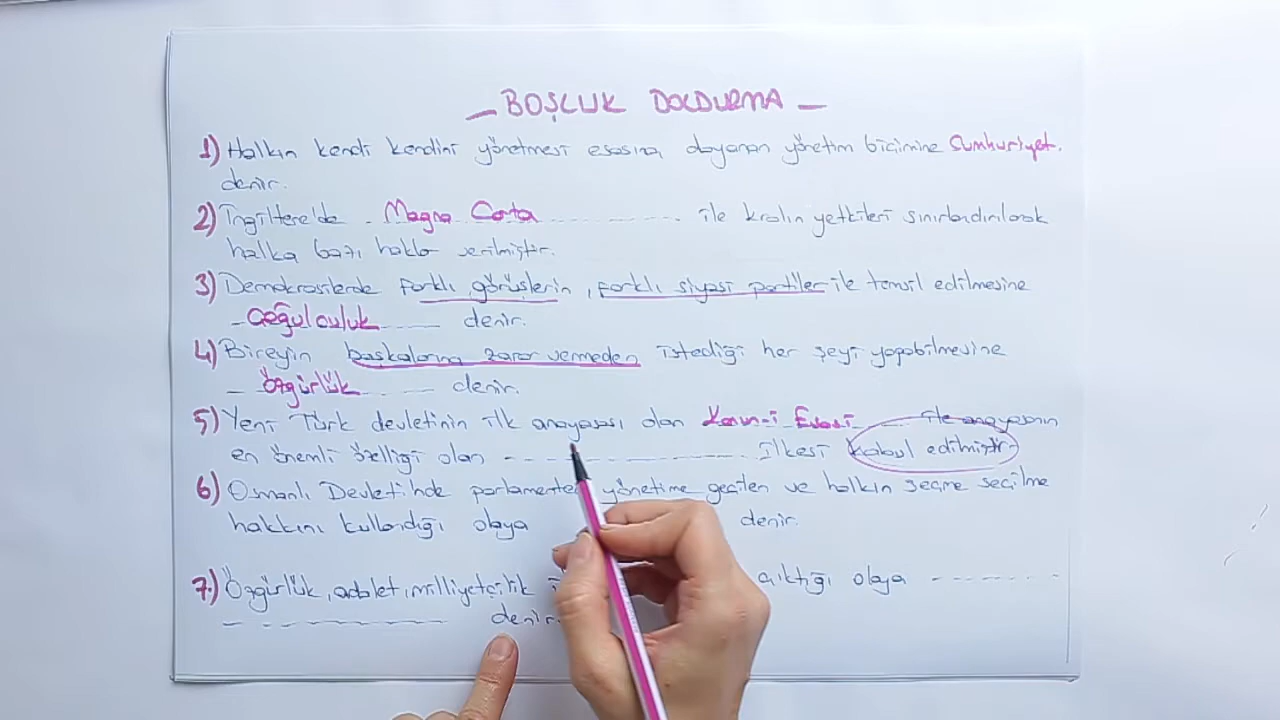 _ BOŞLUK DOLDURMA _
1) Halkın kendi kendini yönetmesi esasına dayanan yönetim biçimine Cumhuriyet.
denir.
2) İngiltere'de Magna Carta ile kralın yetkileri sınırlandırılarak
halka bazı haklar verilmiştir.
3) Demokrasilerde farklı görüşlerin, farklı siyasi partiler ile temsil edilmesine
çoğulculuk denir.
4) Bireyin başkalarına zarar vermeden istediği her şeyi yapabilmesine
özgürlük denir.
5) Yeni Türk devletinin ilk anayasası olan Kanun-i Esasi ile anayasanın
en önemli özelliği olan ilkesi kabul edilmiştir.
6) Osmanlı Devleti'nde parlamenter yönetime geçilen ve halkın seçme seçilme
hakkını kullandığı olaya denir.
7.) Özgürlük, adalet, milliyetçilik çıktığı olaya
denir.